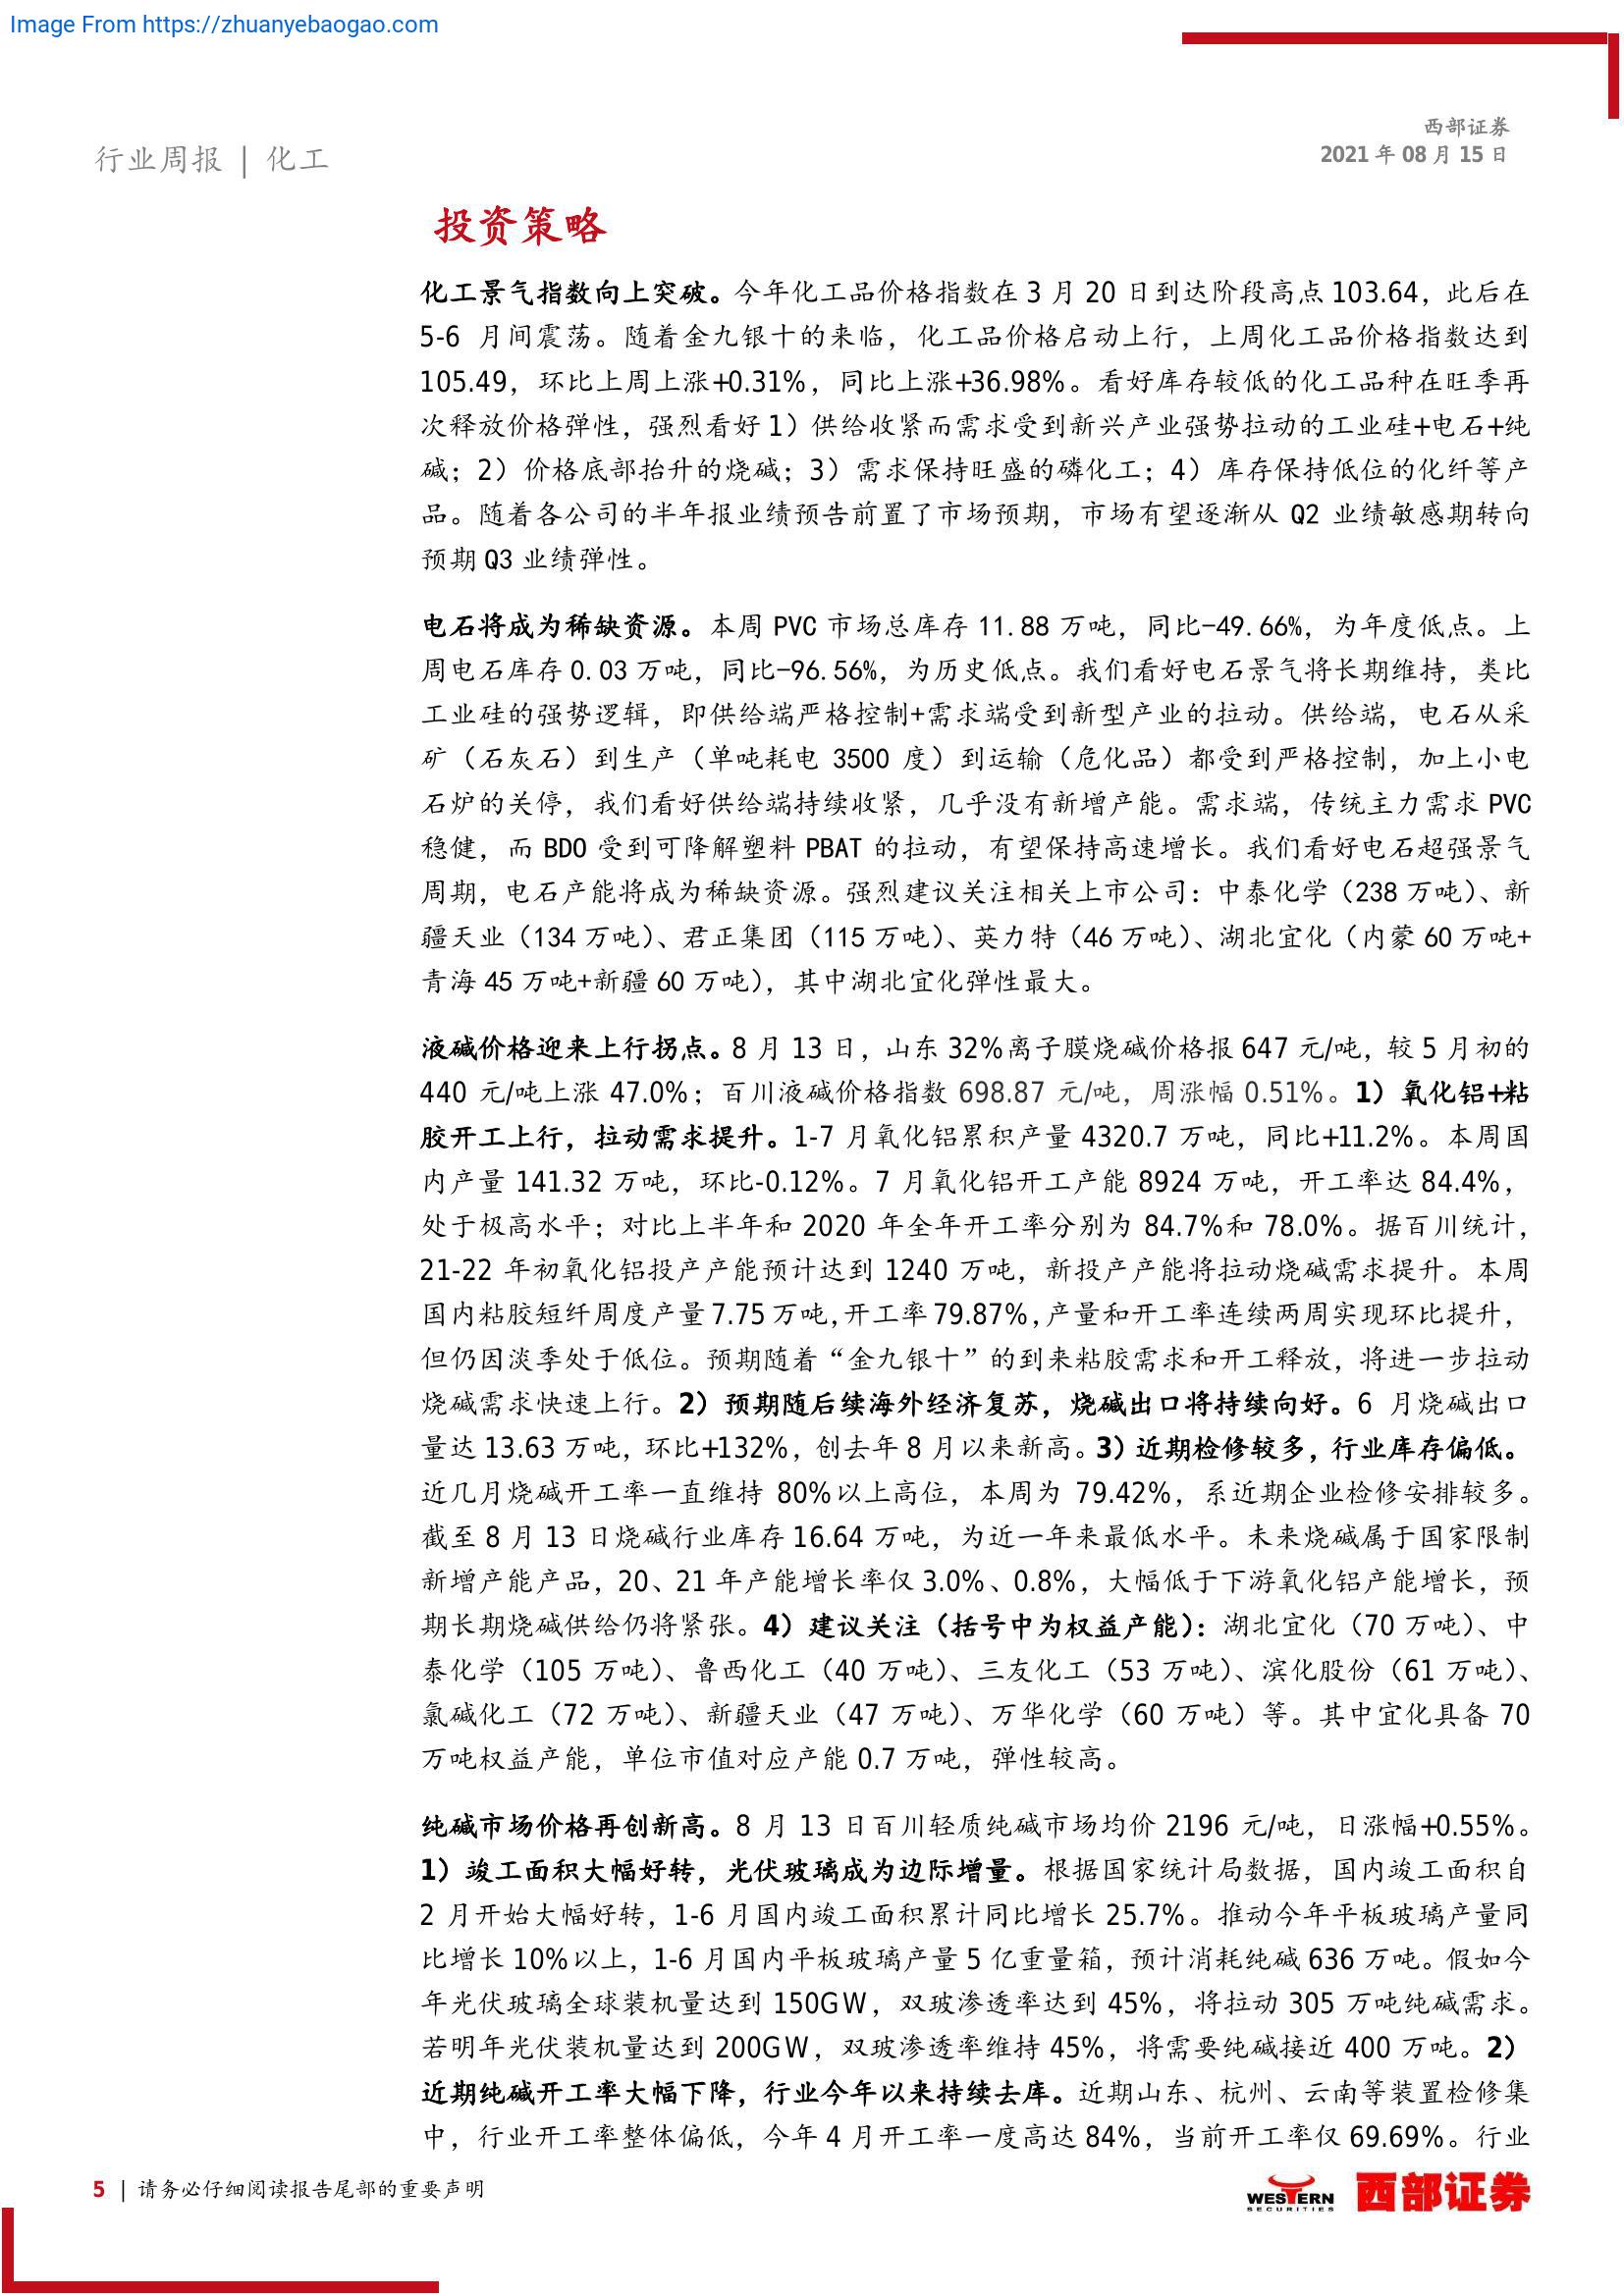 Image From https://zhuanyebaogao.com
西部证券
2021 年 08 月 15 日
行业周报 | 化工
投资策略
化工景气指数向上突破。今年化工品价格指数在 3 月 20 日到达阶段高点 103.64，此后在
5-6 月间震荡。随着金九银十的来临，化工品价格启动上行，上周化工品价格指数达到
105.49，环比上周上涨+0.31%，同比上涨+36.98%。看好库存较低的化工品种在旺季再
次释放价格弹性，强烈看好 1）供给收紧而需求受到新兴产业强势拉动的工业硅+电石+纯
碱；2）价格底部抬升的烧碱；3）需求保持旺盛的磷化工；4）库存保持低位的化纤等产
品。随着各公司的半年报业绩预告前置了市场预期，市场有望逐渐从 Q2 业绩敏感期转向
预期 Q3 业绩弹性。
电石将成为稀缺资源。本周 PVC 市场总库存 11.88 万吨，同比-49.66%，为年度低点。上
周电石库存 0.03 万吨，同比-96.56%，为历史低点。我们看好电石景气将长期维持，类比
工业硅的强势逻辑，即供给端严格控制+需求端受到新型产业的拉动。供给端，电石从采
矿（石灰石）到生产（单吨耗电 3500 度）到运输（危化品）都受到严格控制，加上小电
石炉的关停，我们看好供给端持续收紧，几乎没有新增产能。需求端，传统主力需求 PVC
稳健，而 BDO 受到可降解塑料 PBAT 的拉动，有望保持高速增长。我们看好电石超强景气
周期，电石产能将成为稀缺资源。强烈建议关注相关上市公司：中泰化学（238 万吨）、新
疆天业（134 万吨）、君正集团（115 万吨）、英力特（46 万吨）、湖北宜化（内蒙 60 万吨+
青海 45 万吨+新疆 60 万吨），其中湖北宜化弹性最大。
液碱价格迎来上行拐点。8 月 13 日，山东 32%离子膜烧碱价格报 647 元/吨，较 5 月初的
440 元/吨上涨 47.0%；百川液碱价格指数 698.87 元/吨，周涨幅 0.51%。1）氧化铝+粘
胶开工上行，拉动需求提升。1-7 月氧化铝累积产量 4320.7 万吨，同比+11.2%。本周国
内产量 141.32 万吨，环比-0.12%。7 月氧化铝开工产能 8924 万吨，开工率达 84.4%，
处于极高水平；对比上半年和 2020 年全年开工率分别为 84.7%和 78.0%。据百川统计，
21-22 年初氧化铝投产产能预计达到 1240 万吨，新投产产能将拉动烧碱需求提升。本周
国内粘胶短纤周度产量 7.75 万吨，开工率 79.87%，产量和开工率连续两周实现环比提升，
但仍因淡季处于低位。预期随着“金九银十”的到来粘胶需求和开工释放，将进一步拉动
烧碱需求快速上行。2）预期随后续海外经济复苏，烧碱出口将持续向好。6 月烧碱出口
量达 13.63 万吨，环比+132%，创去年 8 月以来新高。3）近期检修较多，行业库存偏低。
近几月烧碱开工率一直维持 80%以上高位，本周为 79.42%，系近期企业检修安排较多。
截至 8 月 13 日烧碱行业库存 16.64 万吨，为近一年来最低水平。未来烧碱属于国家限制
新增产能产品，20、21 年产能增长率仅 3.0%、0.8%，大幅低于下游氧化铝产能增长，预
期长期烧碱供给仍将紧张。4）建议关注（括号中为权益产能）：湖北宜化（70 万吨）、中
泰化学（105 万吨）、鲁西化工（40 万吨）、三友化工（53 万吨）、滨化股份（61 万吨）、
氯碱化工（72 万吨）、新疆天业（47 万吨）、万华化学（60 万吨）等。其中宜化具备 70
万吨权益产能，单位市值对应产能 0.7 万吨，弹性较高。
纯碱市场价格再创新高。8 月 13 日百川轻质纯碱市场均价 2196 元/吨，日涨幅+0.55%。
1）竣工面积大幅好转，光伏玻璃成为边际增量。根据国家统计局数据，国内竣工面积自
2 月开始大幅好转，1-6 月国内竣工面积累计同比增长 25.7%。推动今年平板玻璃产量同
比增长 10%以上，1-6 月国内平板玻璃产量 5 亿重量箱，预计消耗纯碱 636 万吨。假如今
年光伏玻璃全球装机量达到 150GW，双玻渗透率达到 45%，将拉动 305 万吨纯碱需求。
若明年光伏装机量达到 200GW，双玻渗透率维持 45%，将需要纯碱接近 400 万吨。2）
近期纯碱开工率大幅下降，行业今年以来持续去库。近期山东、杭州、云南等装置检修集
中，行业开工率整体偏低，今年 4 月开工率一度高达 84%，当前开工率仅 69.69%。行业
5 | 请务必仔细阅读报告尾部的重要声明
WESTERN
SECURITIES
西部证券